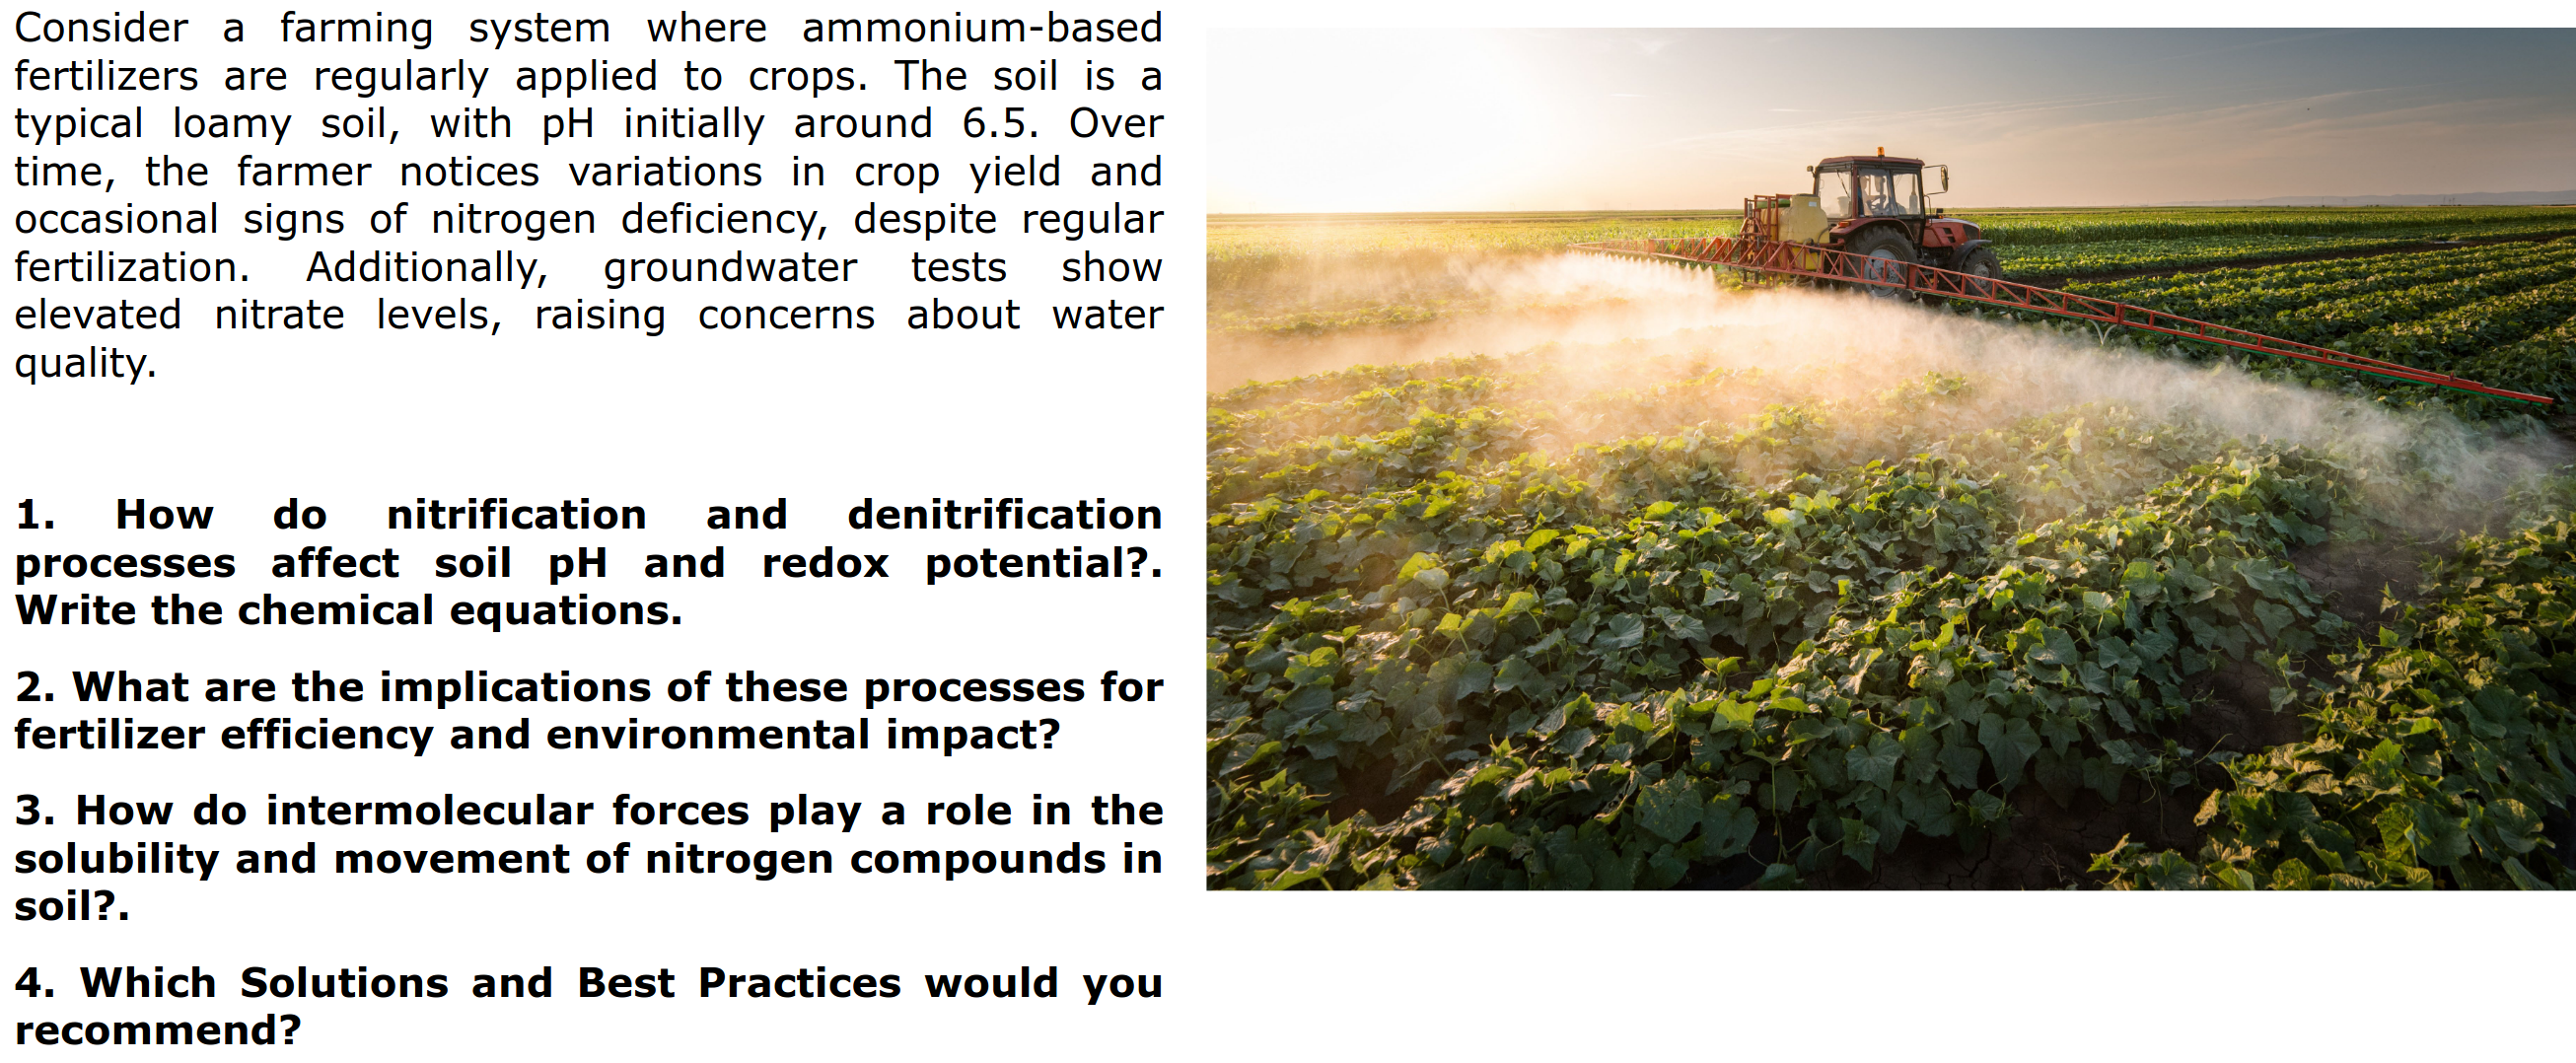 Consider a farming system where ammonium-based
fertilizers are regularly applied to crops. The soil is a
typical loamy soil, with pH initially around 6.5. Over
time, the farmer notices variations in crop yield and
occasional signs of nitrogen deficiency, despite regular
fertilization. Additionally, groundwater tests show
elevated nitrate levels, raising concerns about water
quality.
1. How do nitrification and denitrification
processes affect soil pH and redox potential?.
Write the chemical equations.
2. What are the implications of these processes for
fertilizer efficiency and environmental impact?
3. How do intermolecular forces play a role in the
solubility and movement of nitrogen compounds in
soil?.
4. Which Solutions and Best Practices would you
recommend?